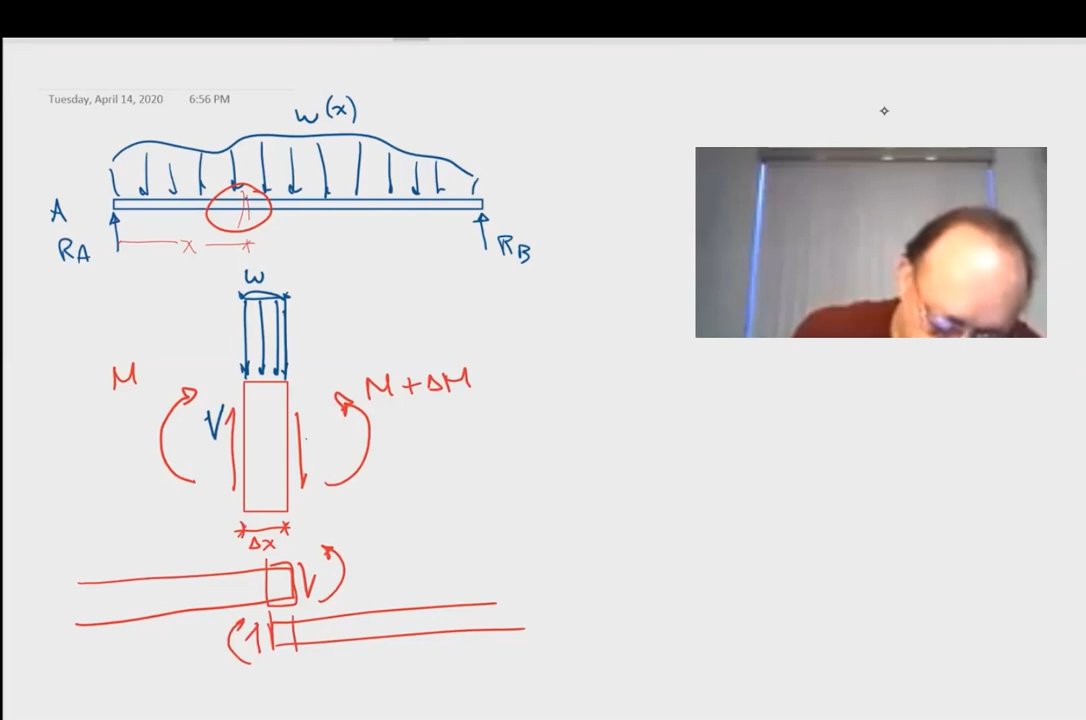 Tuesday, April 14, 2020 6:56 PM
w(x)
A
RA
x
RB
w
M
V
M + ΔM
Δx